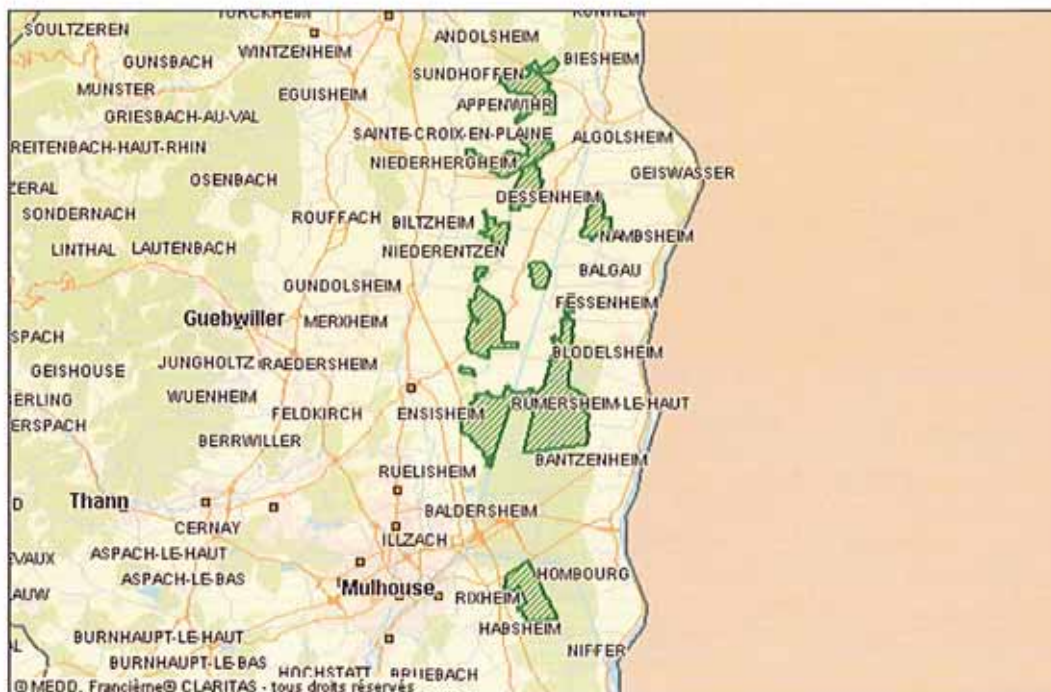 SOULTZEREN
ANDOLSHEIM
WINTZENHEIM
BIESHEIM
GUNSBACH
SUNDHOFFEN
MUNSTER
EGUISHEIM
APPENWIHR
GRIESBACH-AU-VAL
SAINTE-CROIX-EN-PLAINE
ALGOLSHEIM
REITENBACH-HAUT-RHIN
NIEDERHERGHEIM
GEISWASSER
OSENBACH
ZERAL
DESSENHEIM
SONDERNACH
ROUFFACH
BILTZHEIM
NAMBSHEIM
LINTHAL
LAUTENBACH
NIEDERENTZEN
BALGAU
GUNDOLSHEIM
FESSENHEIM
Guebwiller
MERXHEIM
SPACH
BLODELSHEIM
JUNGHOLTZ
RAEDERSHEIM
GEISHOUSE
WUENHEIM
ERLING
FELDKIRCH
ENSISHEIM
RUMERSHEIM-LE-HAUT
ERSPACH
BERRWILLER
BANTZENHEIM
RUELISHEIM
Thann
D
BALDERSHEIM
CERNAY
ILLZACH
EVAUX
ASPACH-LE-HAUT
HOMBOURG
ASPACH-LE-BAS
Mulhouse
AUW
RIXHEIM
HABSHEIM
BURNHAUPT-LE-HAUT
AL
NIFFER
BURNHAUPT-LE-BAS
HOCHSTATT
BRUEBACH
© MEDD, Francième© CLARITAS - tous droits réservés